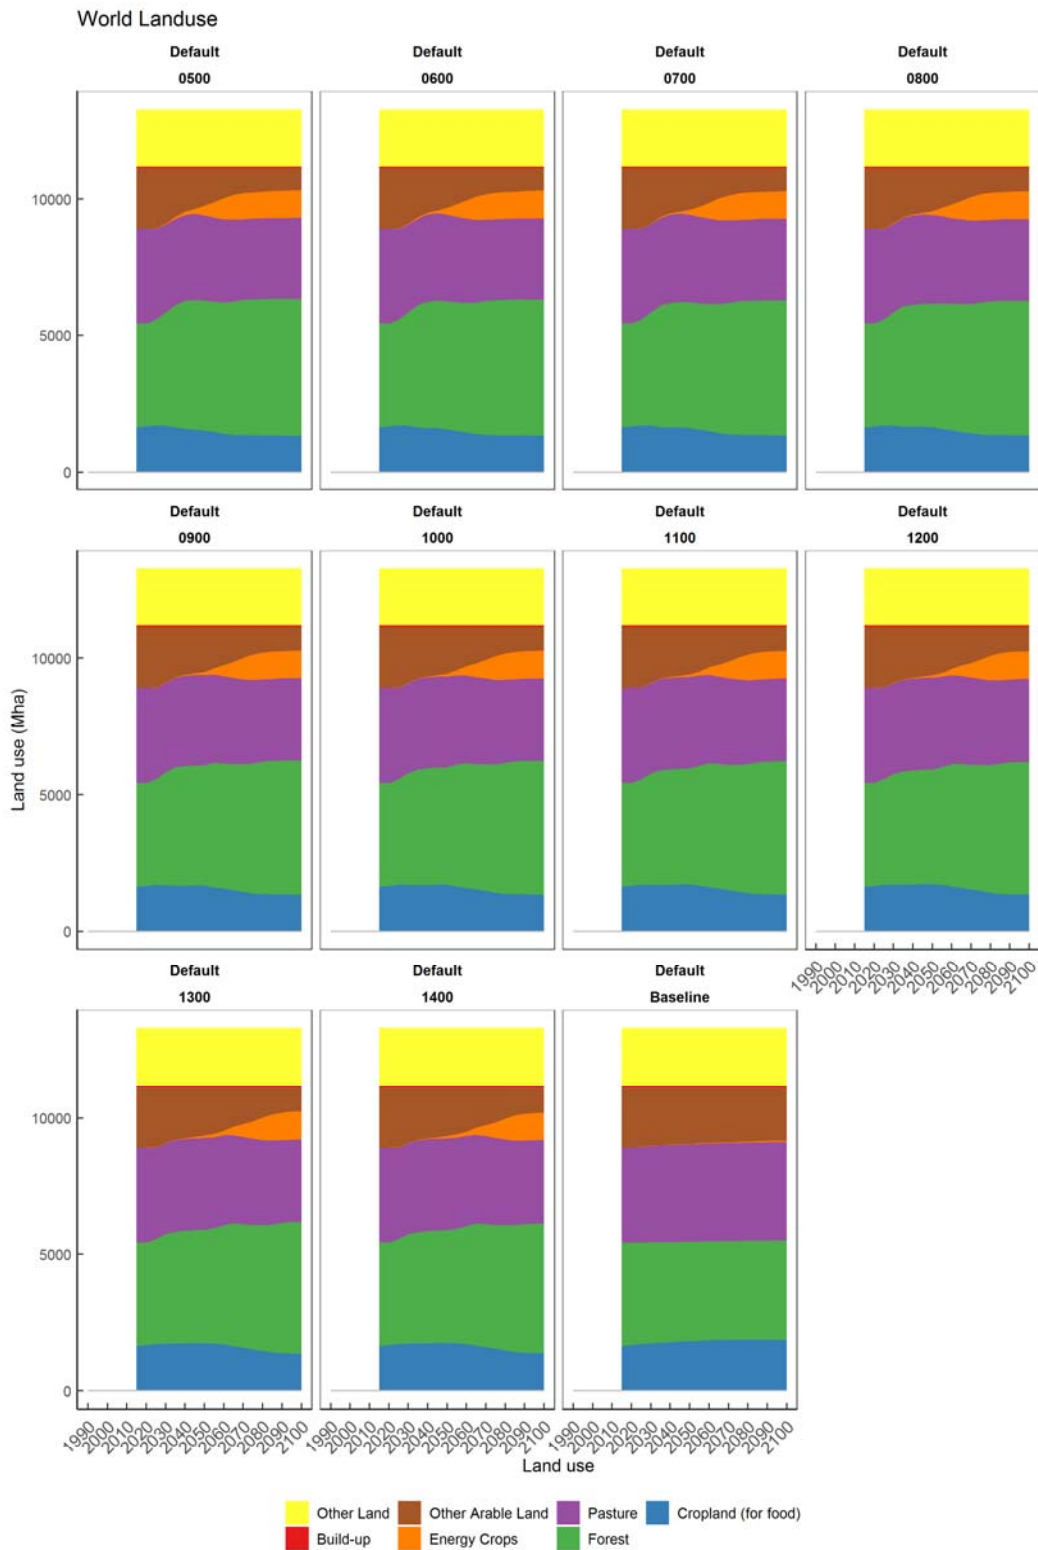 World Landuse
Default Default Default Default
0500 0600 0700 0800
10000
5000
0
Default Default Default Default
0900 1000 1100 1200
Land use (Mha)
10000
5000
0
1990 2000 2010 2020 2030 2040 2050 2060 2070 2080 2090 2100
Default Default Default
1300 1400 Baseline
10000
5000
0
1990 2000 2010 2020 2030 2040 2050 2060 2070 2080 2090 2100 1990 2000 2010 2020 2030 2040 2050 2060 2070 2080 2090 2100 1990 2000 2010 2020 2030 2040 2050 2060 2070 2080 2090 2100
Land use
Other Land Other Arable Land Pasture Cropland (for food)
Build-up Energy Crops Forest